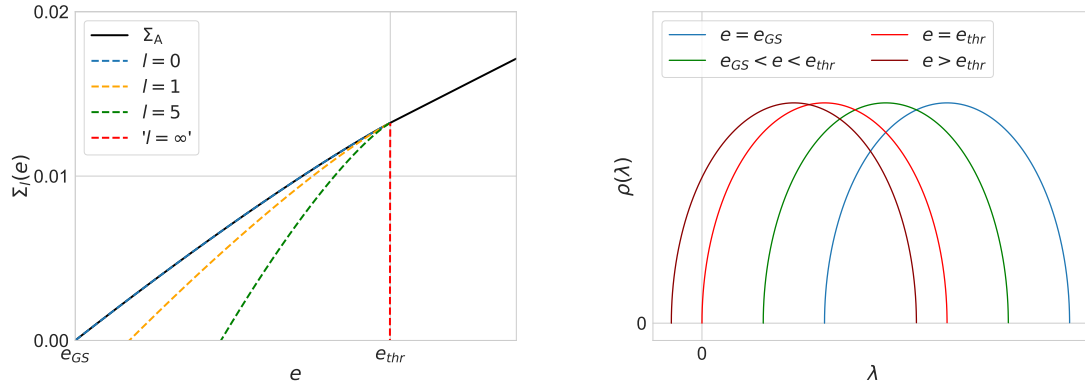 0.02
0.01
0.00
Σ_l(e)
Σ_A
l = 0
l = 1
l = 5
'l = ∞'
e_GS
e_thr
e
ρ(λ)
e = e_GS
e_GS < e < e_thr
e = e_thr
e > e_thr
0
0
λ